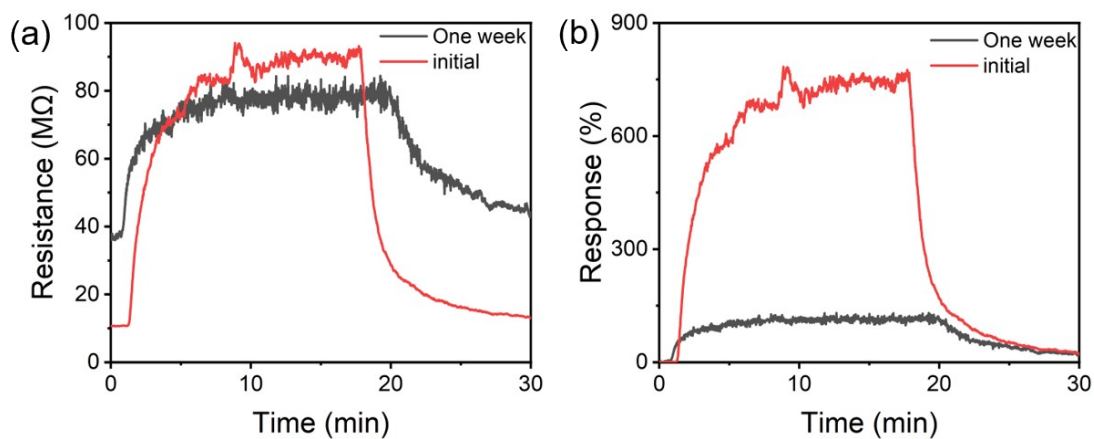 (a)
Resistance (MΩ)
100
80
60
40
20
0
One week
initial
0
10
20
30
Time (min)
(b)
Response (%)
900
600
300
0
One week
initial
0
10
20
30
Time (min)